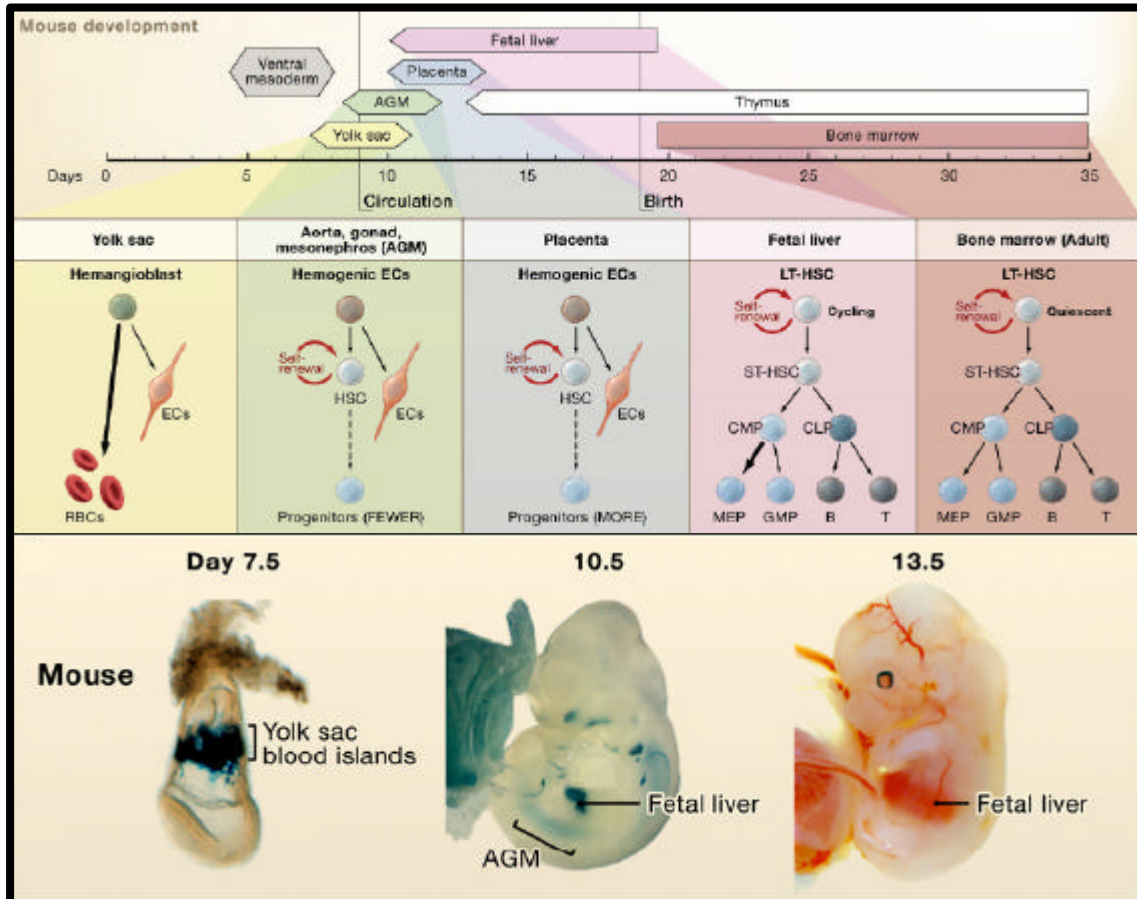 Mouse development
Fetal liver
Ventral
mesoderm
Placenta
AGM
Thymus
Yolk sac
Bone marrow
Days 0 5 10 15 20 25 30 35
Circulation
Birth
Yolk sac
Aorta, gonad,
mesonephros (AGM)
Placenta
Fetal liver
Bone marrow (Adult)
Hemangioblast
Hemogenic ECs
Hemogenic ECs
LT-HSC
LT-HSC
Self-
renewal
Cycling
Self-
renewal
Quiescent
Self-
renewal
HSC
ECs
Self-
renewal
HSC
ECs
ECs
ST-HSC
ST-HSC
CMP
CLP
CMP
CLP
RBCs
Progenitors (FEWER)
Progenitors (MORE)
MEP GMP B T
MEP GMP B T
Day 7.5
10.5
13.5
Mouse
Yolk sac
blood islands
Fetal liver
AGM
Fetal liver